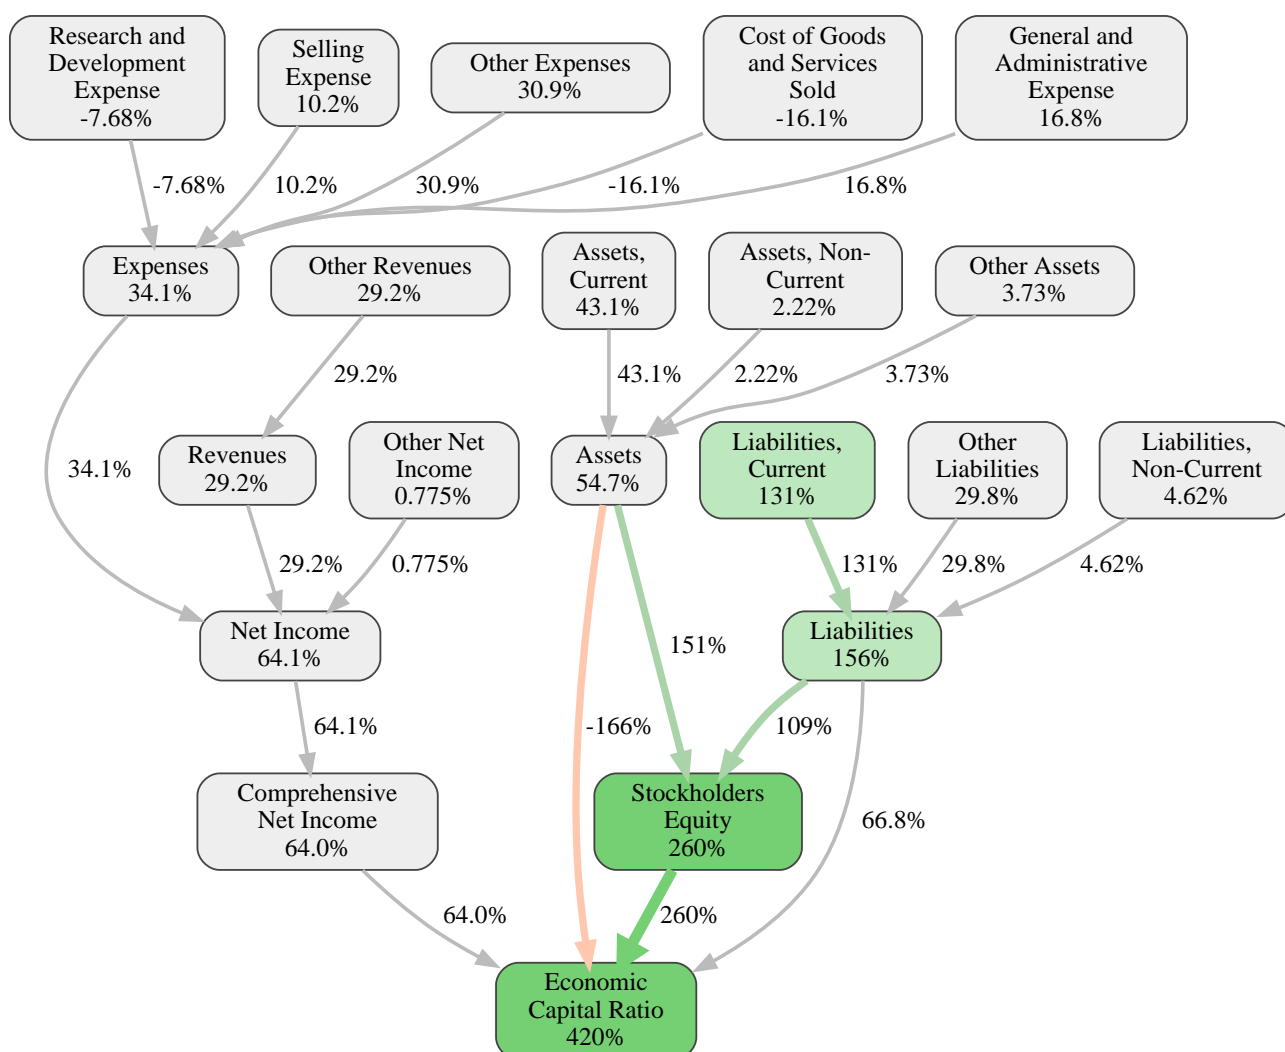 Research and
Development
Expense
-7.68%
Selling
Expense
10.2%
Other Expenses
30.9%
Cost of Goods
and Services
Sold
-16.1%
General and
Administrative
Expense
16.8%
-7.68%
10.2%
30.9%
-16.1%
16.8%
Expenses
34.1%
Other Revenues
29.2%
Assets,
Current
43.1%
Assets, Non-
Current
2.22%
Other Assets
3.73%
29.2%
43.1%
2.22%
3.73%
34.1%
Revenues
29.2%
Other Net
Income
0.775%
Assets
54.7%
Liabilities,
Current
131%
Other
Liabilities
29.8%
Liabilities,
Non-Current
4.62%
29.2%
0.775%
131%
29.8%
4.62%
Net Income
64.1%
151%
Liabilities
156%
64.1%
-166%
109%
Comprehensive
Net Income
64.0%
Stockholders
Equity
260%
66.8%
64.0%
260%
Economic
Capital Ratio
420%